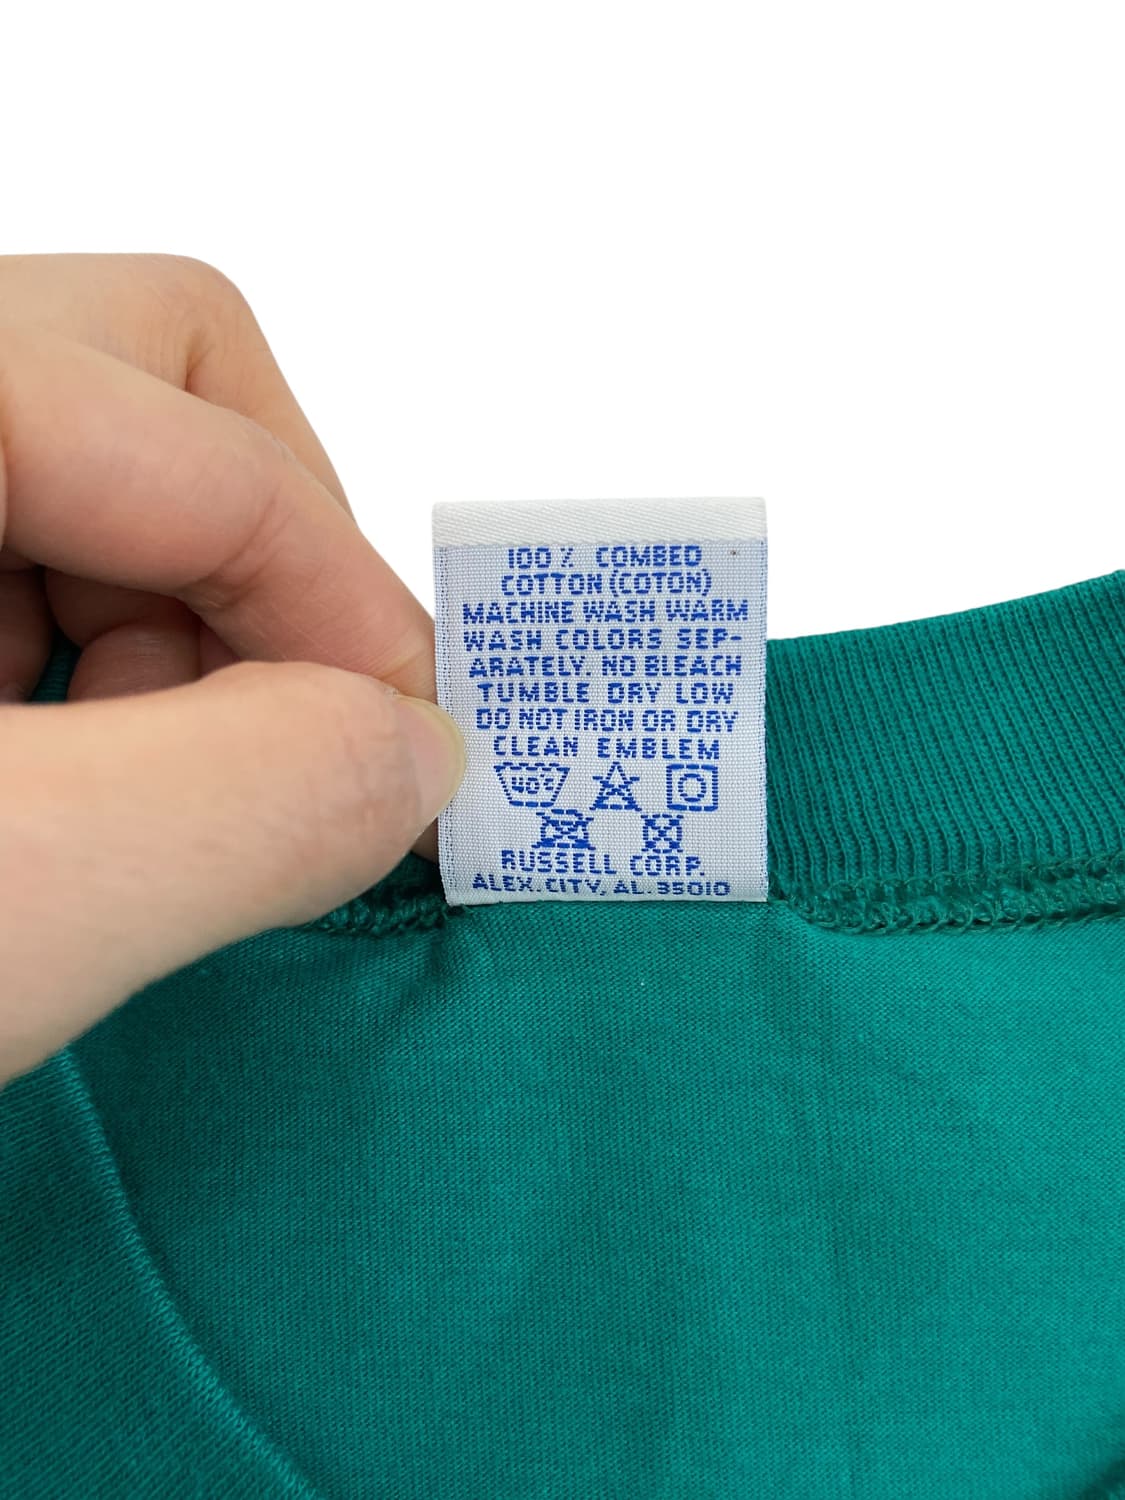 100 % COMBED
COTTON (COTON)
MACHINE WASH WARM
WASH COLORS SEP-
ARATELY, NO BLEACH
TUMBLE DRY LOW
DO NOT IRON OR DRY
CLEAN EMBLEM
40°C
RUSSELL CORP.
ALEX. CITY, AL. 35010